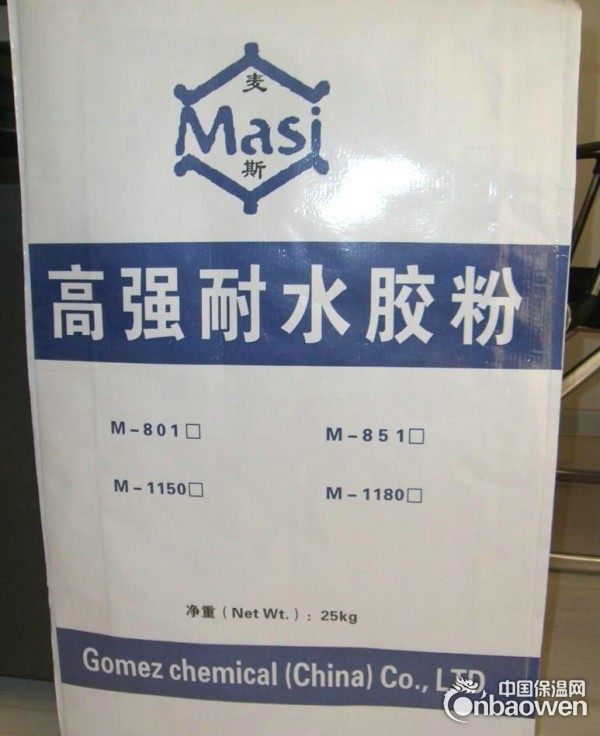 麦
Masi
斯
高强耐水胶粉
M-801□ M-851□
M-1150□ M-1180□
净重(Net Wt.): 25kg
Gomez chemical (China) Co., LTD
中国保温网
cnbaowen